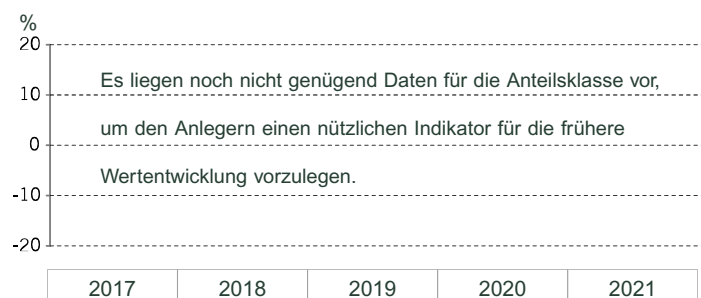 %
20
Es liegen noch nicht genügend Daten für die Anteilsklasse vor,
10
um den Anlegern einen nützlichen Indikator für die frühere
0
Wertentwicklung vorzulegen.
-10
-20
2017 2018 2019 2020 2021